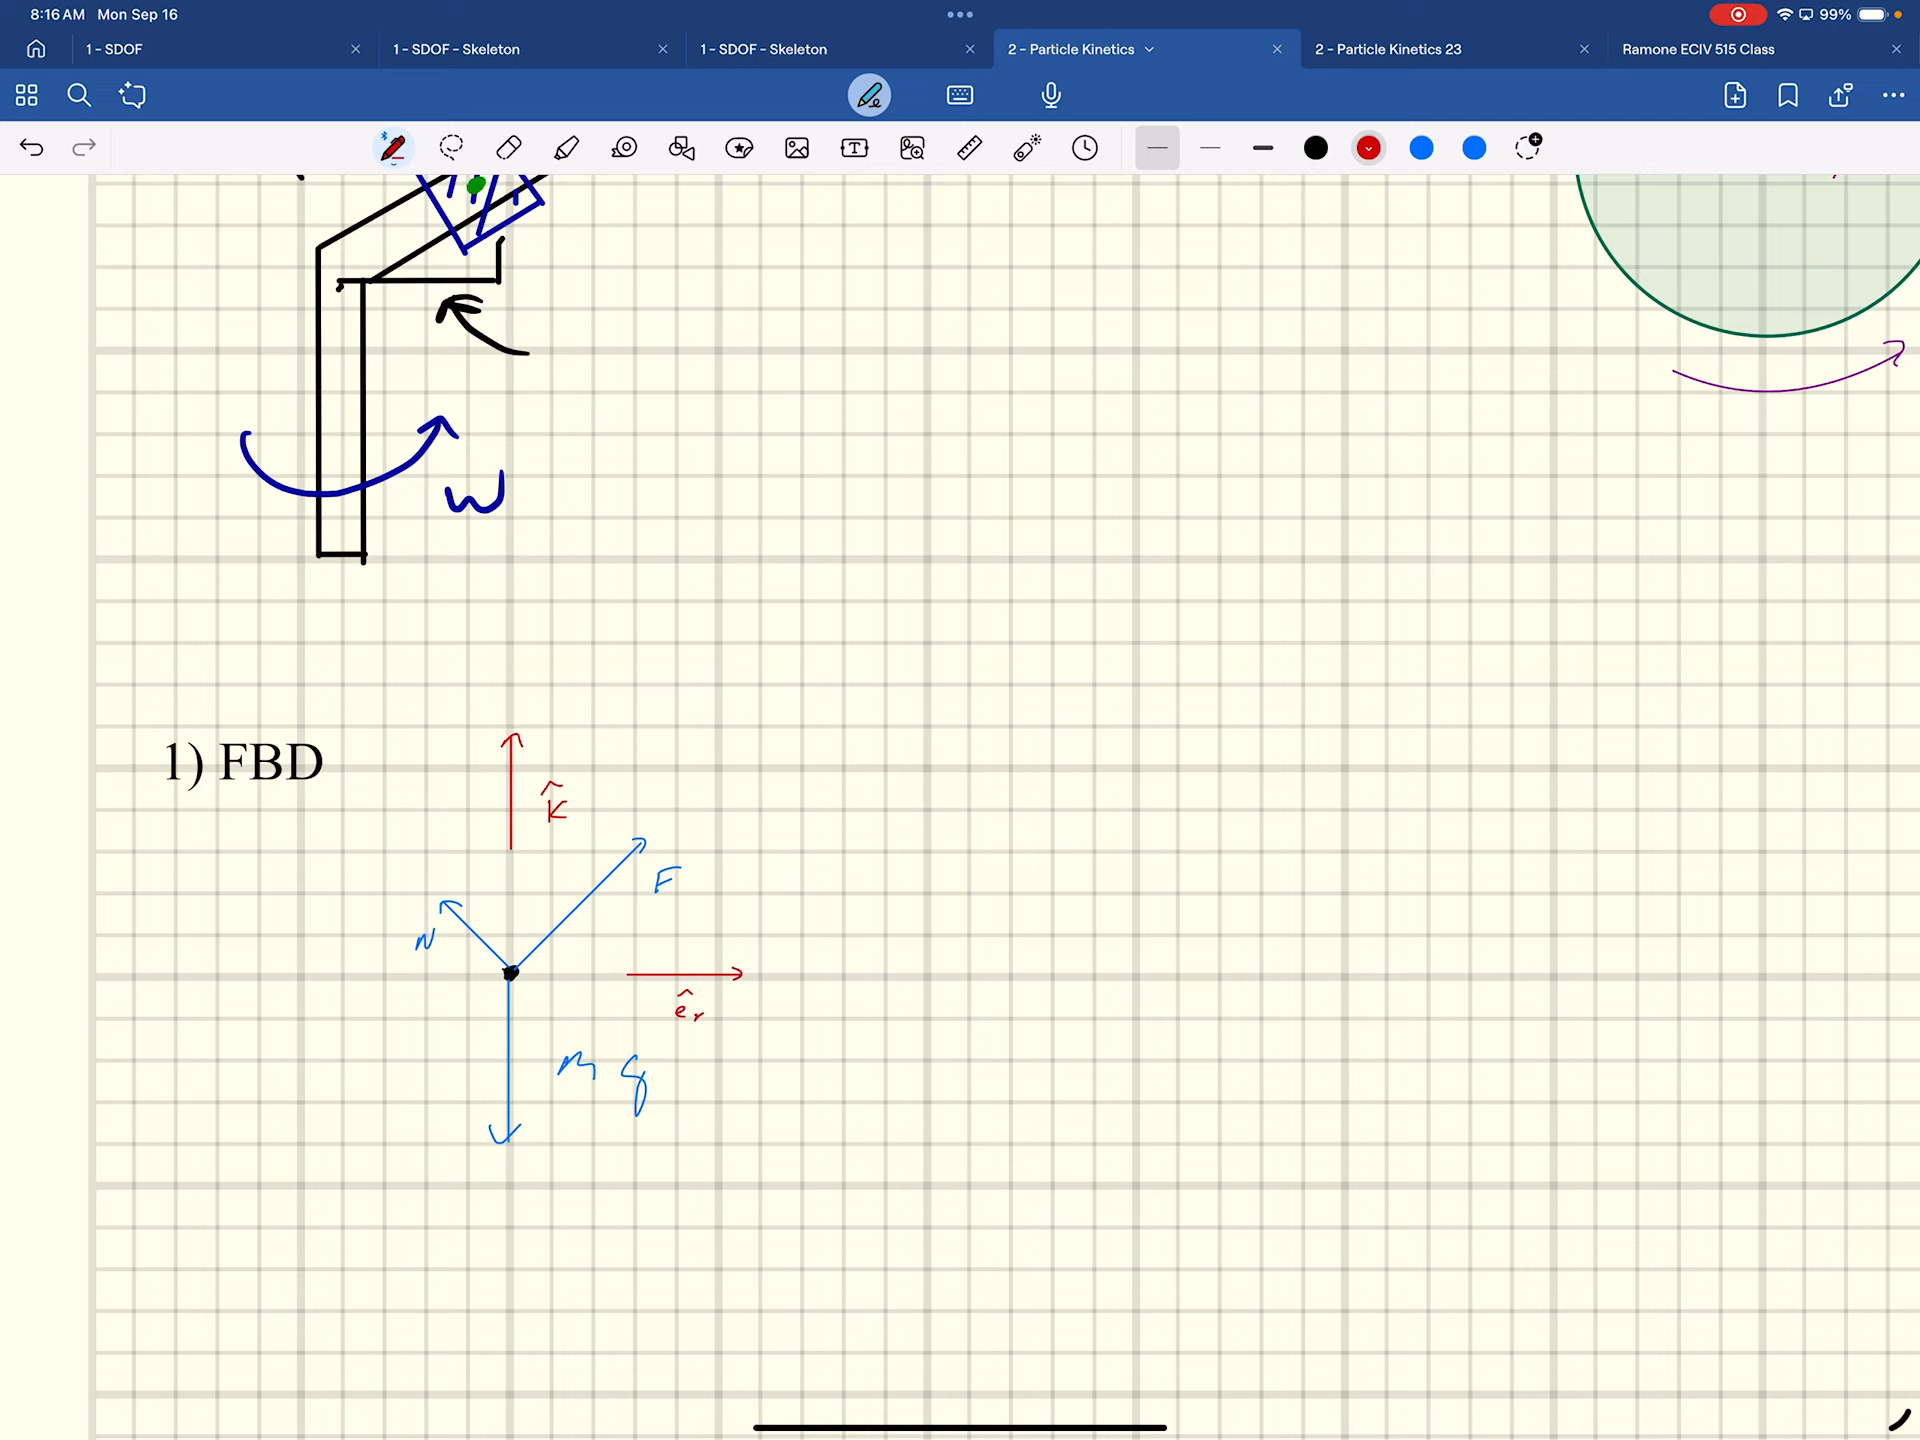 8:16 AM Mon Sep 16
99%
1 - SDOF
1 - SDOF - Skeleton
1 - SDOF - Skeleton
2 - Particle Kinetics
2 - Particle Kinetics 23
Ramone ECIV 515 Class
W
1) FBD
K̂
F
N
ê_r
mg